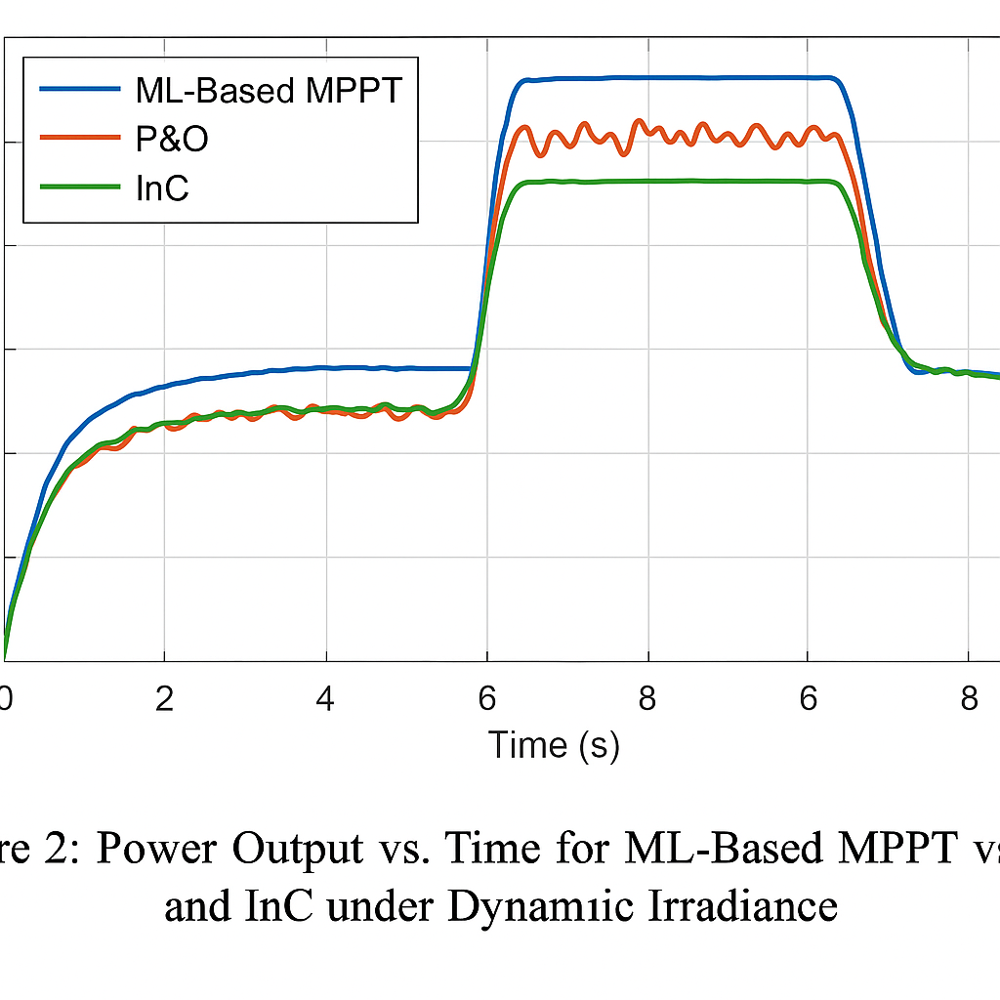 ML-Based MPPT
P&O
InC
0 2 4 6 8 6 8
Time (s)
re 2: Power Output vs. Time for ML-Based MPPT vs
and InC under Dynamıic Irradiance